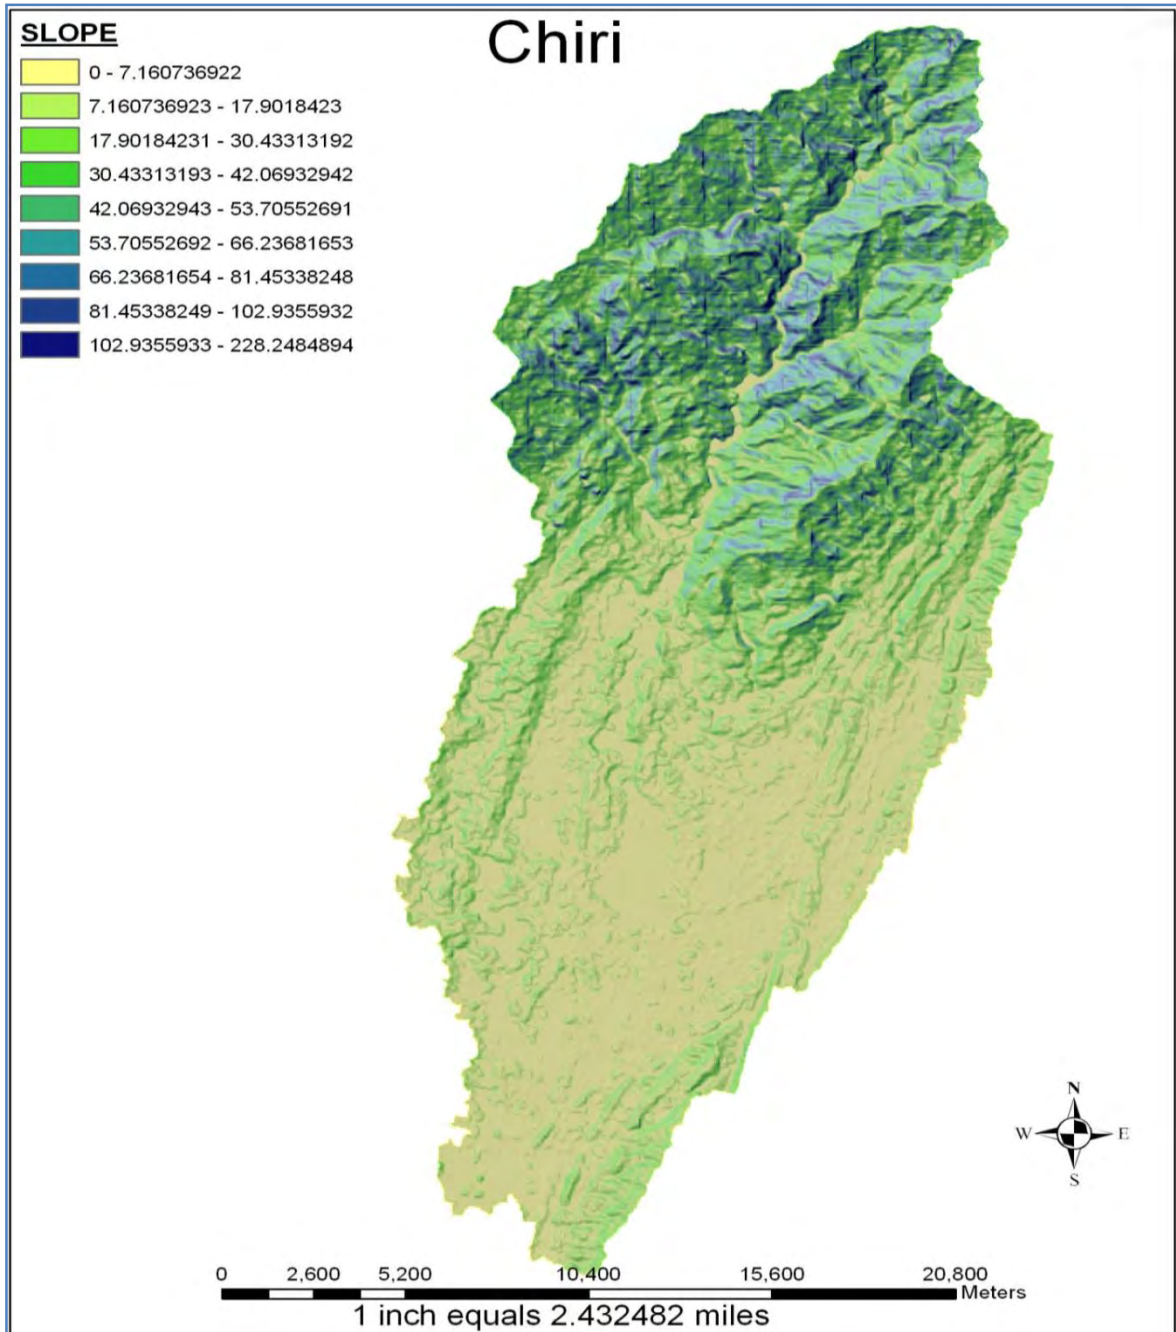 Chiri
SLOPE
0 - 7.160736922
7.160736923 - 17.9018423
17.90184231 - 30.43313192
30.43313193 - 42.06932942
42.06932943 - 53.70552691
53.70552692 - 66.23681653
66.23681654 - 81.45338248
81.45338249 - 102.9355932
102.9355933 - 228.2484894
N
W E
S
0 2,600 5,200 10,400 15,600 20,800
Meters
1 inch equals 2.432482 miles